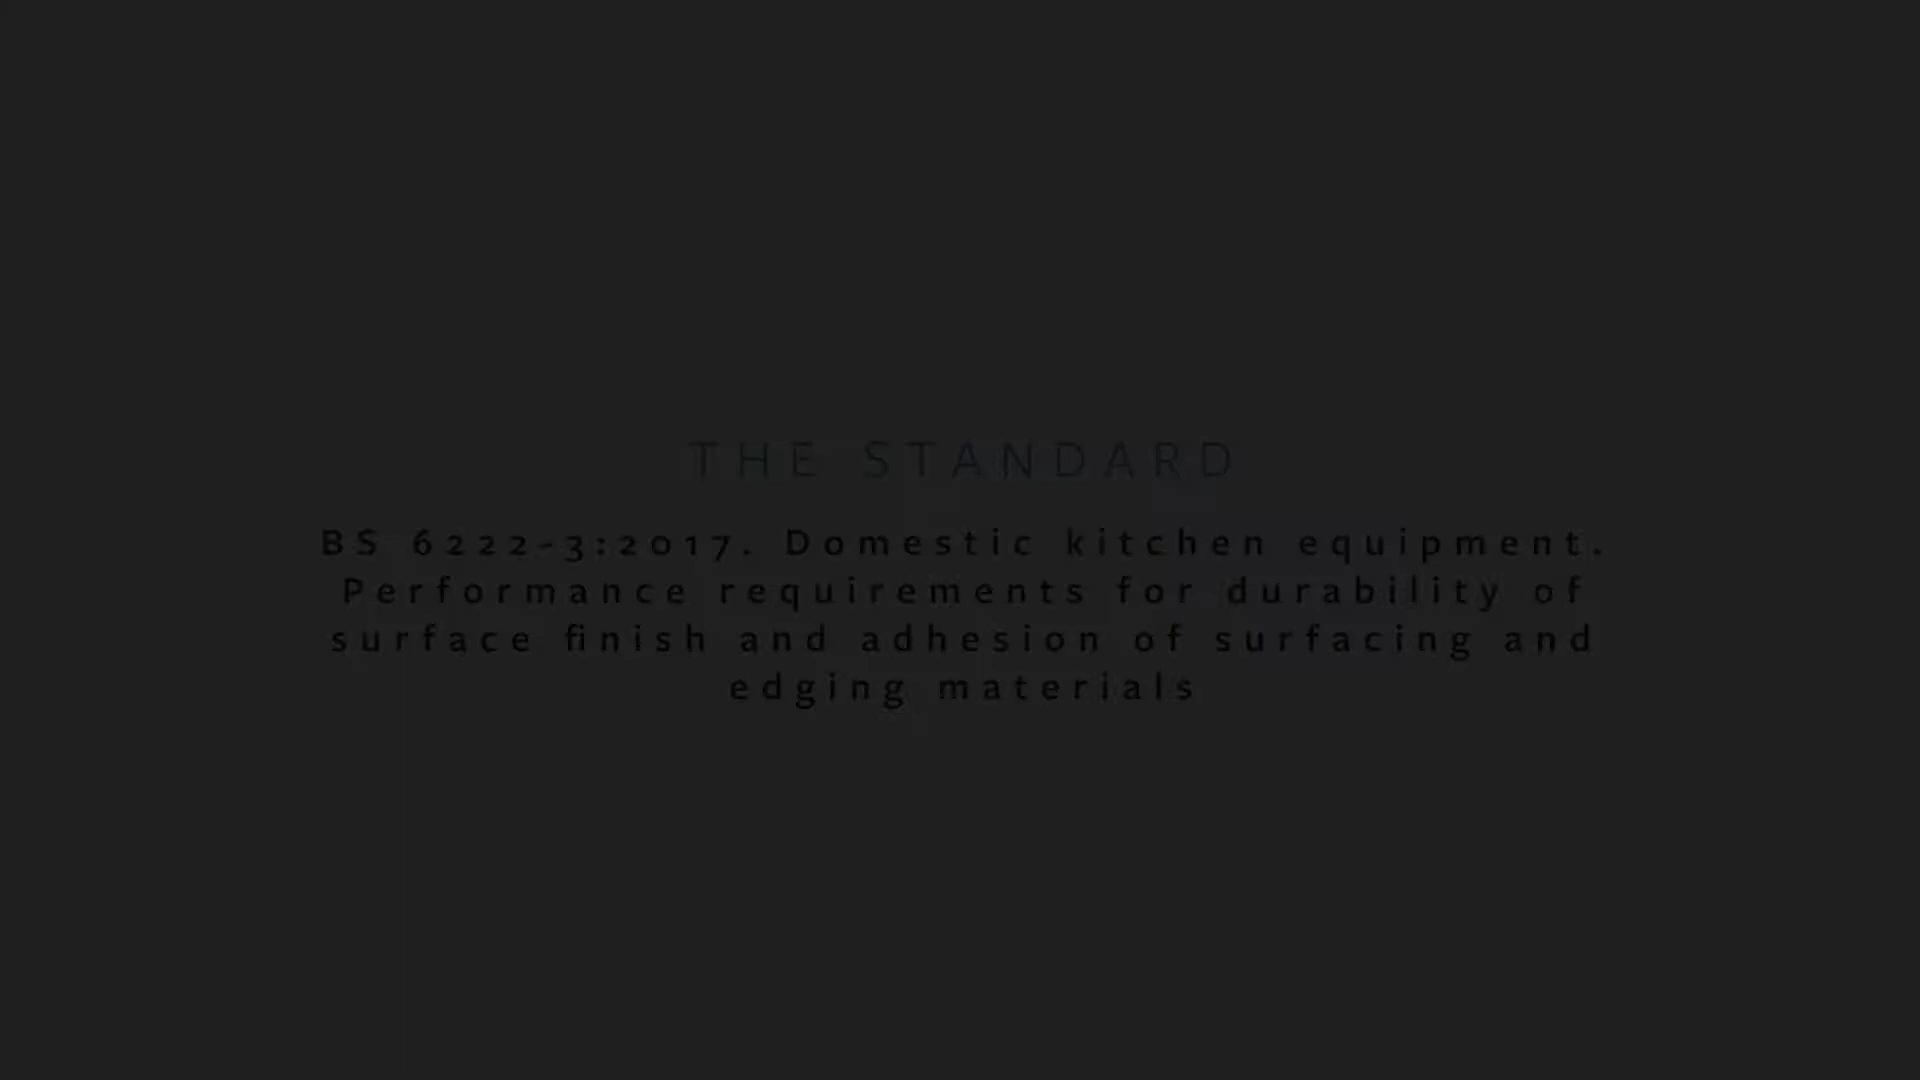 THE STANDARD
BS 6222-3:2017. Domestic kitchen equipment.
Performance requirements for durability of
surface finish and adhesion of surfacing and
edging materials